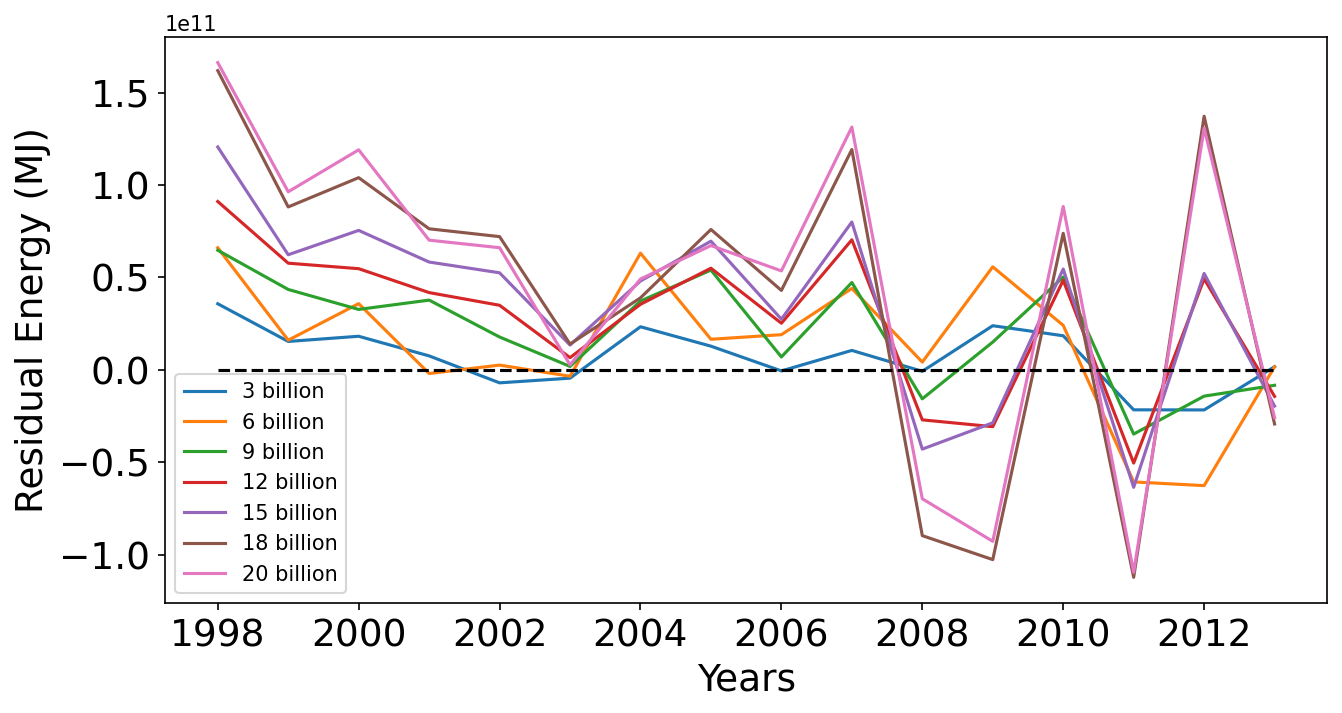 1e11
Residual Energy (MJ)
1.5
1.0
0.5
0.0
−0.5
−1.0
3 billion
6 billion
9 billion
12 billion
15 billion
18 billion
20 billion
1998 2000 2002 2004 2006 2008 2010 2012
Years